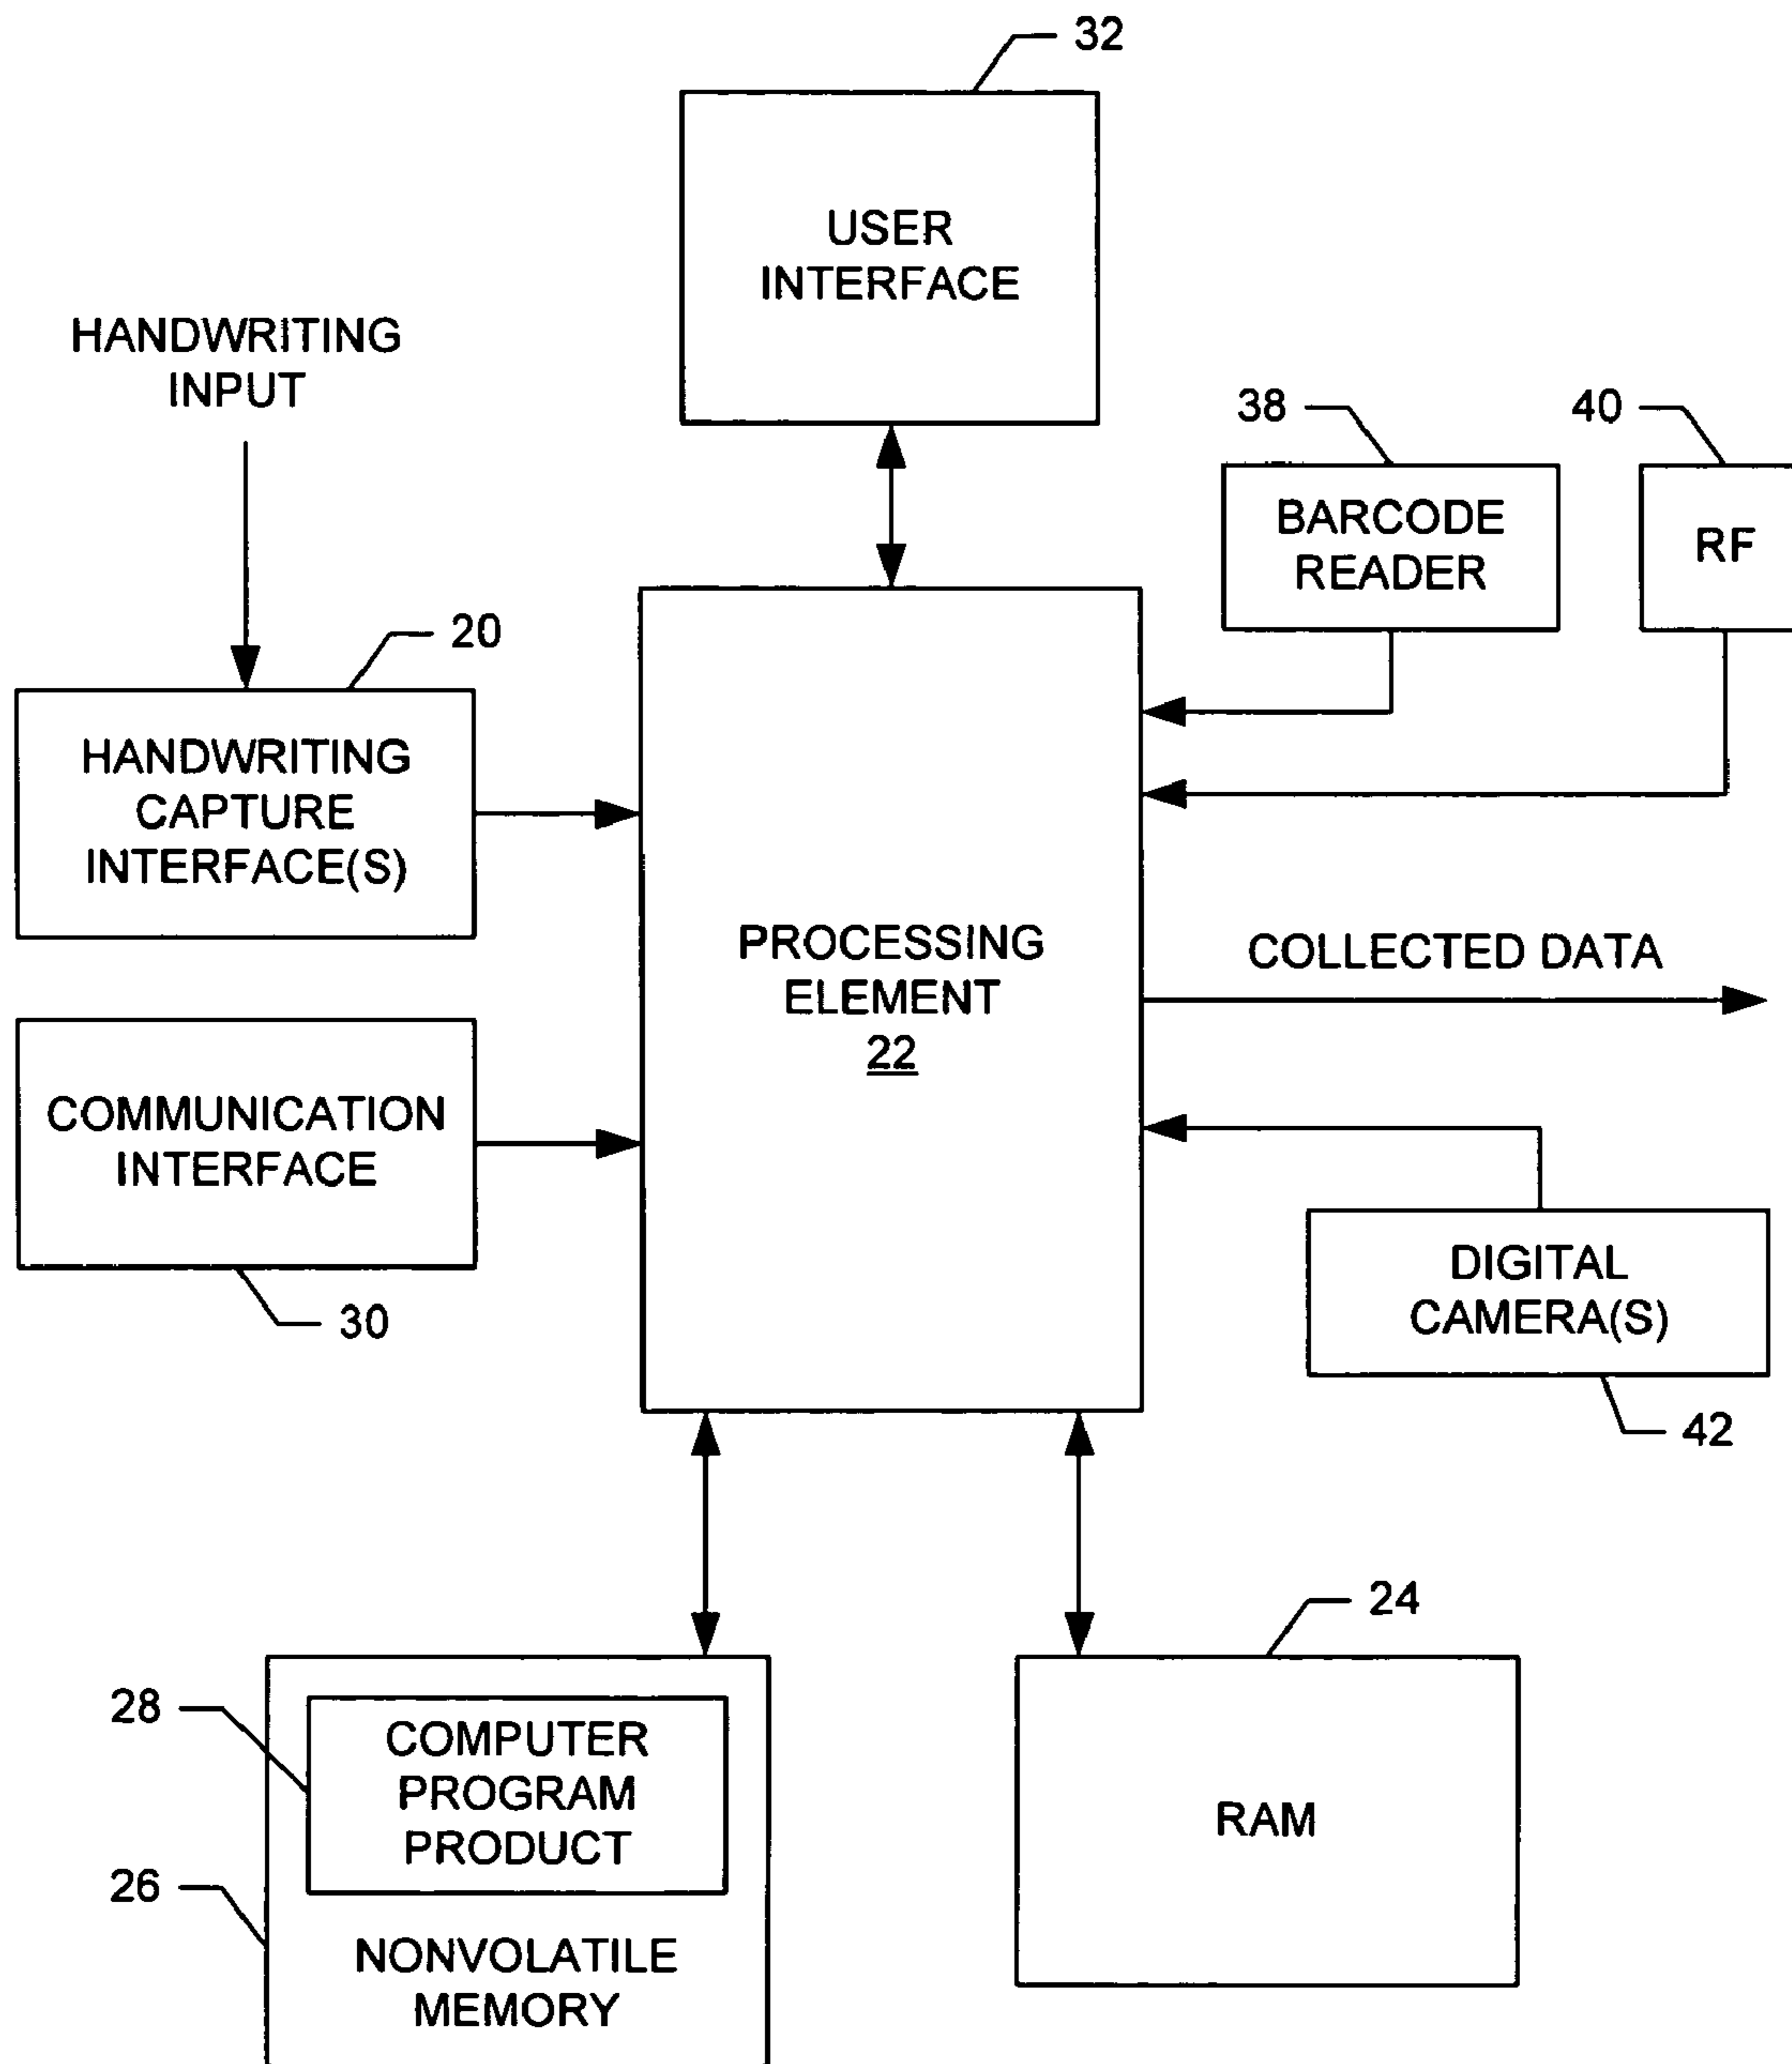 32
USER
INTERFACE
HANDWRITING
INPUT
38
40
BARCODE
READER
RF
20
HANDWRITING
CAPTURE
INTERFACE(S)
PROCESSING
ELEMENT
22
COLLECTED DATA
COMMUNICATION
INTERFACE
30
DIGITAL
CAMERA(S)
42
24
28
COMPUTER
PROGRAM
PRODUCT
26
NONVOLATILE
MEMORY
RAM